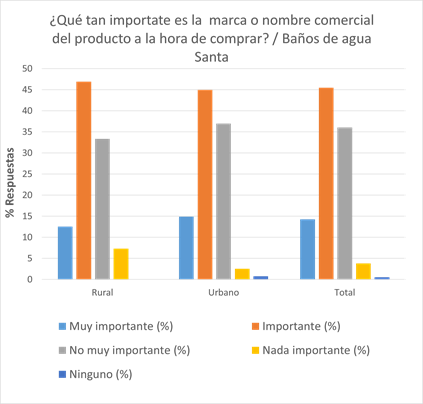 ¿Qué tan importate es la  marca o nombre comercial
del producto a la hora de comprar? / Baños de agua
Santa
% Respuestas
50
45
40
35
30
25
20
15
10
5
0
Rural Urbano Total
Muy importante (%) Importante (%)
No muy importante (%) Nada importante (%)
Ninguno (%)